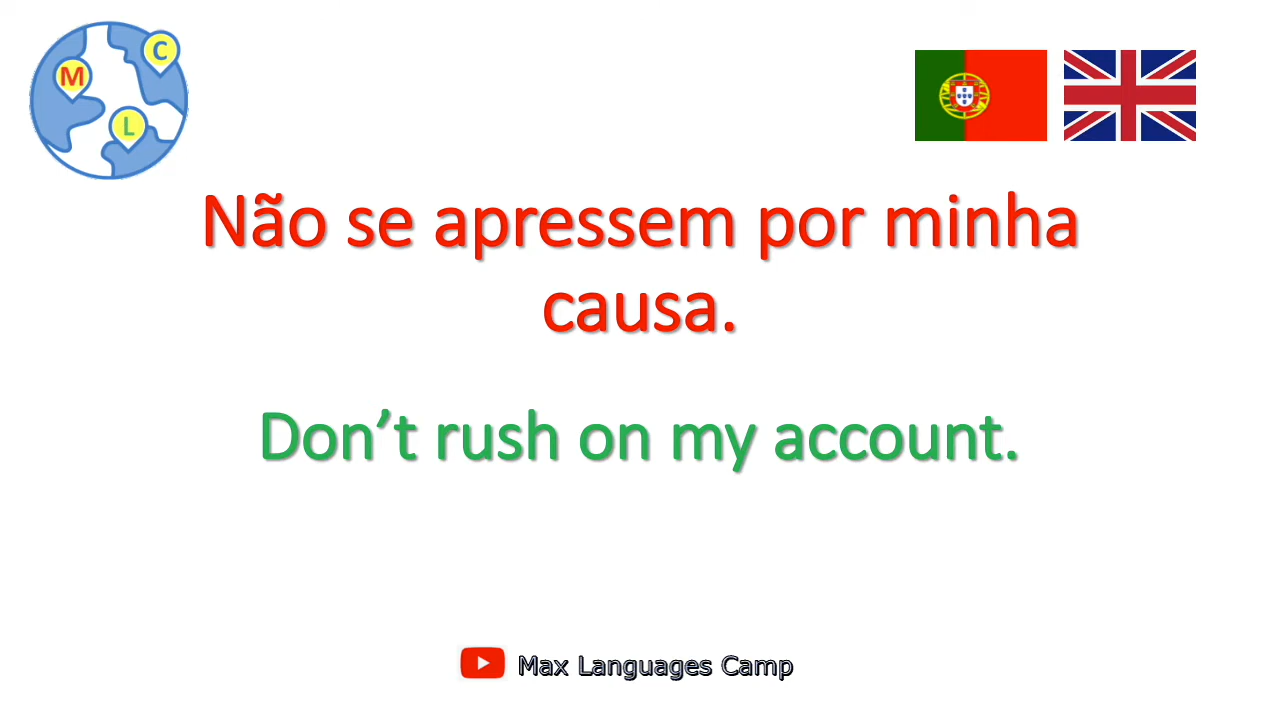 C
M
L
Não se apressem por minha
causa.
Don’t rush on my account.
Max Languages Camp